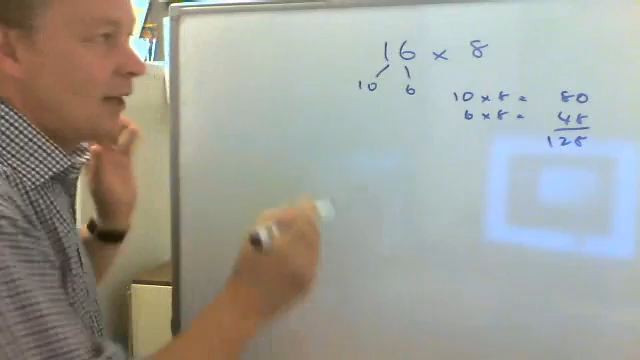 16 × 8
10 6
10 × 8 = 80
6 × 8 = 48
128